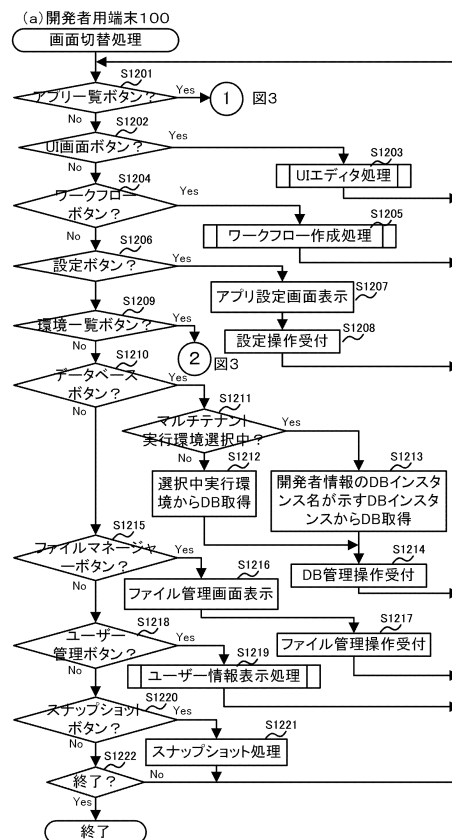 (a)開発者用端末100
画面切替処理
S1201
アプリ一覧ボタン?
Yes
1
図3
No
S1202
UI画面ボタン?
Yes
S1203
UIエディタ処理
No
S1204
ワークフロー
ボタン?
Yes
S1205
ワークフロー作成処理
No
S1206
設定ボタン?
Yes
S1207
アプリ設定画面表示
S1208
設定操作受付
No
S1209
環境一覧ボタン?
Yes
2
図3
No
S1210
データベース
ボタン?
Yes
No
S1211
マルチテナント
実行環境選択中?
Yes
No
S1212
選択中実行環
境からDB取得
S1213
開発者情報のDBインスタ
ンス名が示すDBインスタ
ンスからDB取得
S1214
DB管理操作受付
S1215
ファイルマネージャ
ーボタン?
Yes
S1216
ファイル管理画面表示
S1217
ファイル管理操作受付
No
S1218
ユーザー
管理ボタン?
Yes
S1219
ユーザー情報表示処理
No
S1220
スナップショット
ボタン?
Yes
S1221
スナップショット処理
No
S1222
終了?
No
Yes
終了